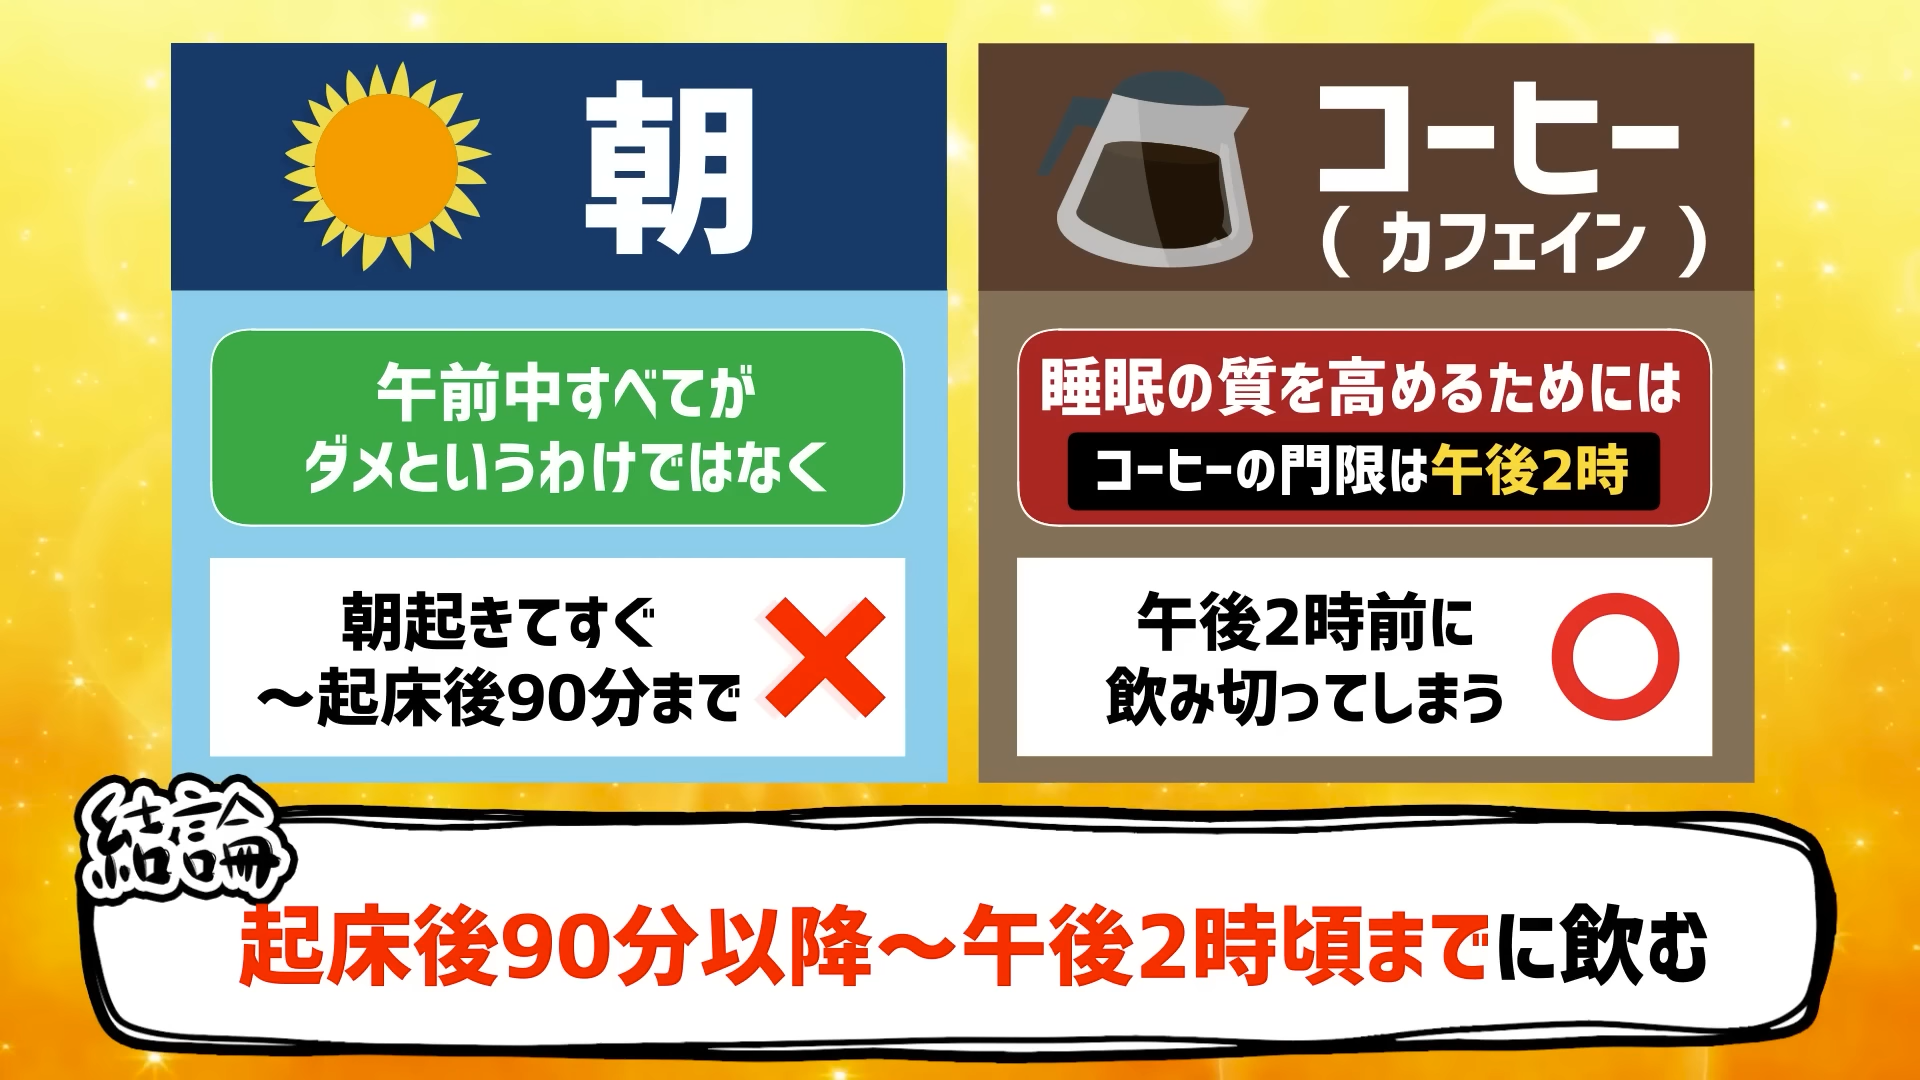 朝
午前中すべてが
ダメというわけではなく
朝起きてすぐ
～起床後90分まで
コーヒー
（ カフェイン ）
睡眠の質を高めるためには
コーヒーの門限は午後2時
午後2時前に
飲み切ってしまう
結論
起床後90分以降～午後2時頃までに飲む